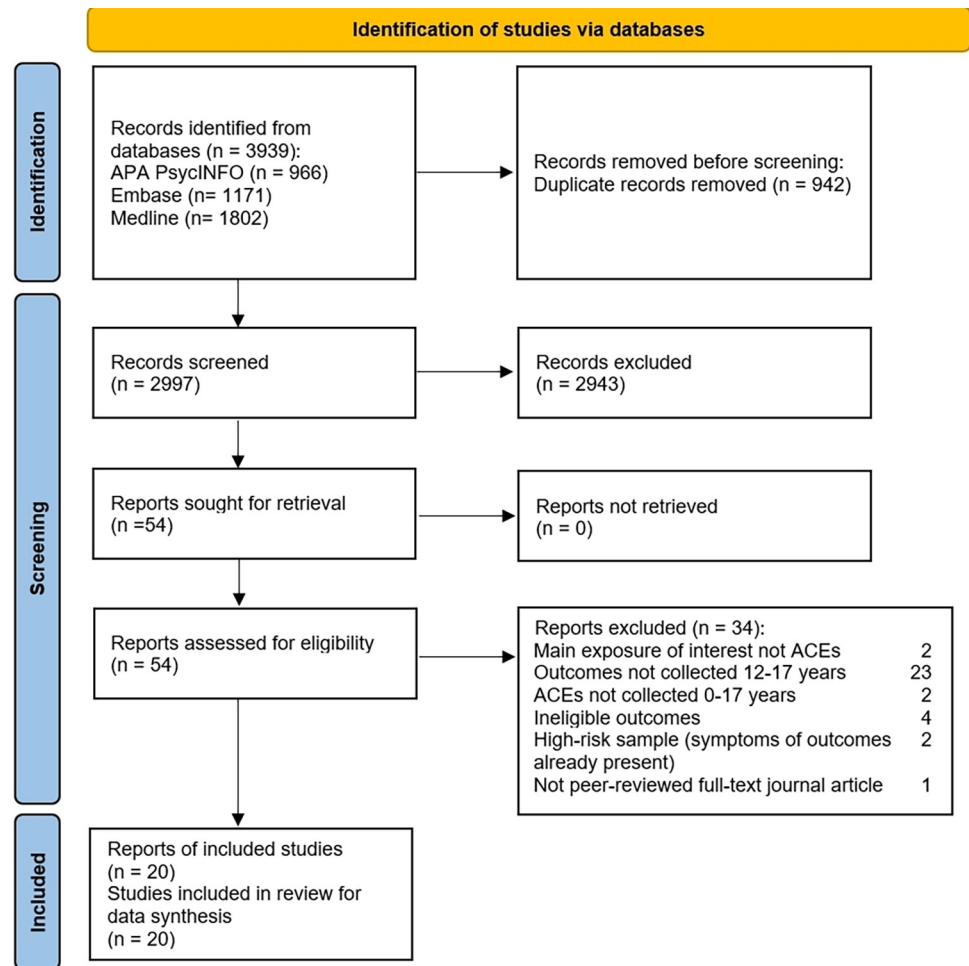 Identification of studies via databases
Identification
Records identified from
databases (n = 3939):
APA PsycINFO (n = 966)
Embase (n= 1171)
Medline (n= 1802)
Records removed before screening:
Duplicate records removed (n = 942)
Screening
Records screened
(n = 2997)
Records excluded
(n = 2943)
Reports sought for retrieval
(n =54)
Reports not retrieved
(n = 0)
Reports assessed for eligibility
(n = 54)
Reports excluded (n = 34):
Main exposure of interest not ACEs 2
Outcomes not collected 12-17 years 23
ACEs not collected 0-17 years 2
Ineligible outcomes 4
High-risk sample (symptoms of outcomes 2
already present)
Not peer-reviewed full-text journal article 1
Included
Reports of included studies
(n = 20)
Studies included in review for
data synthesis
(n = 20)